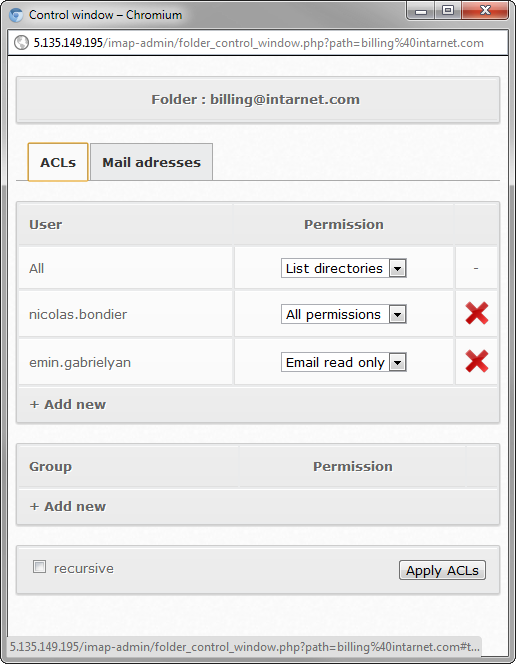 Control window – Chromium
5.135.149.195/imap-admin/folder_control_window.php?path=billing%40intarnet.com
Folder : billing@intarnet.com
ACLs Mail adresses
User Permission
All List directories -
nicolas.bondier All permissions
emin.gabrielyan Email read only
+ Add new
Group Permission
+ Add new
recursive Apply ACLs
5.135.149.195/imap-admin/folder_control_window.php?path=billing%40intarnet.com#t...